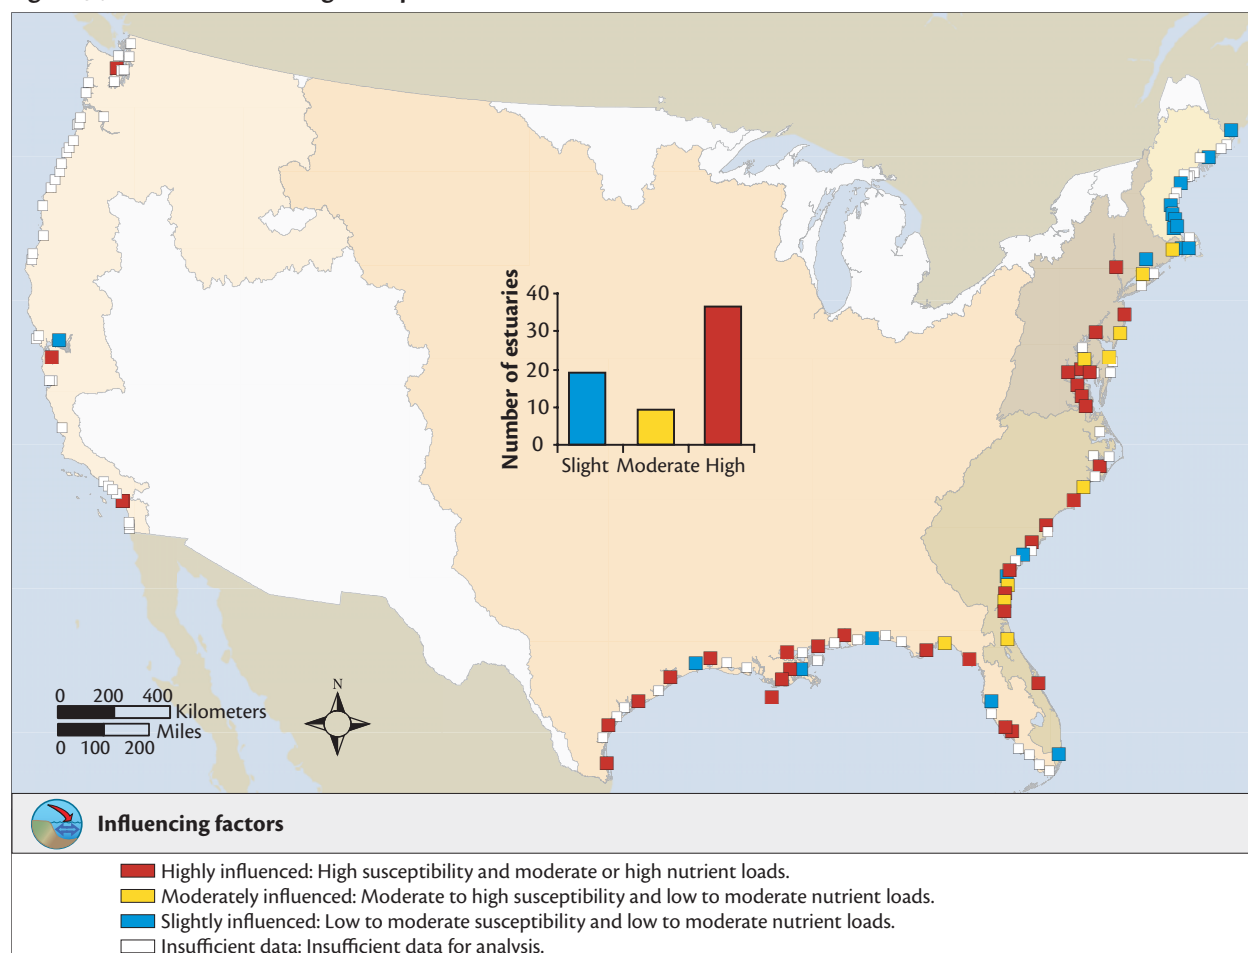 40
30
20
10
0
Number of estuaries
Slight Moderate High
N
0 200 400
Kilometers
Miles
0 100 200
Influencing factors
Highly influenced: High susceptibility and moderate or high nutrient loads.
Moderately influenced: Moderate to high susceptibility and low to moderate nutrient loads.
Slightly influenced: Low to moderate susceptibility and low to moderate nutrient loads.
Insufficient data: Insufficient data for analysis.